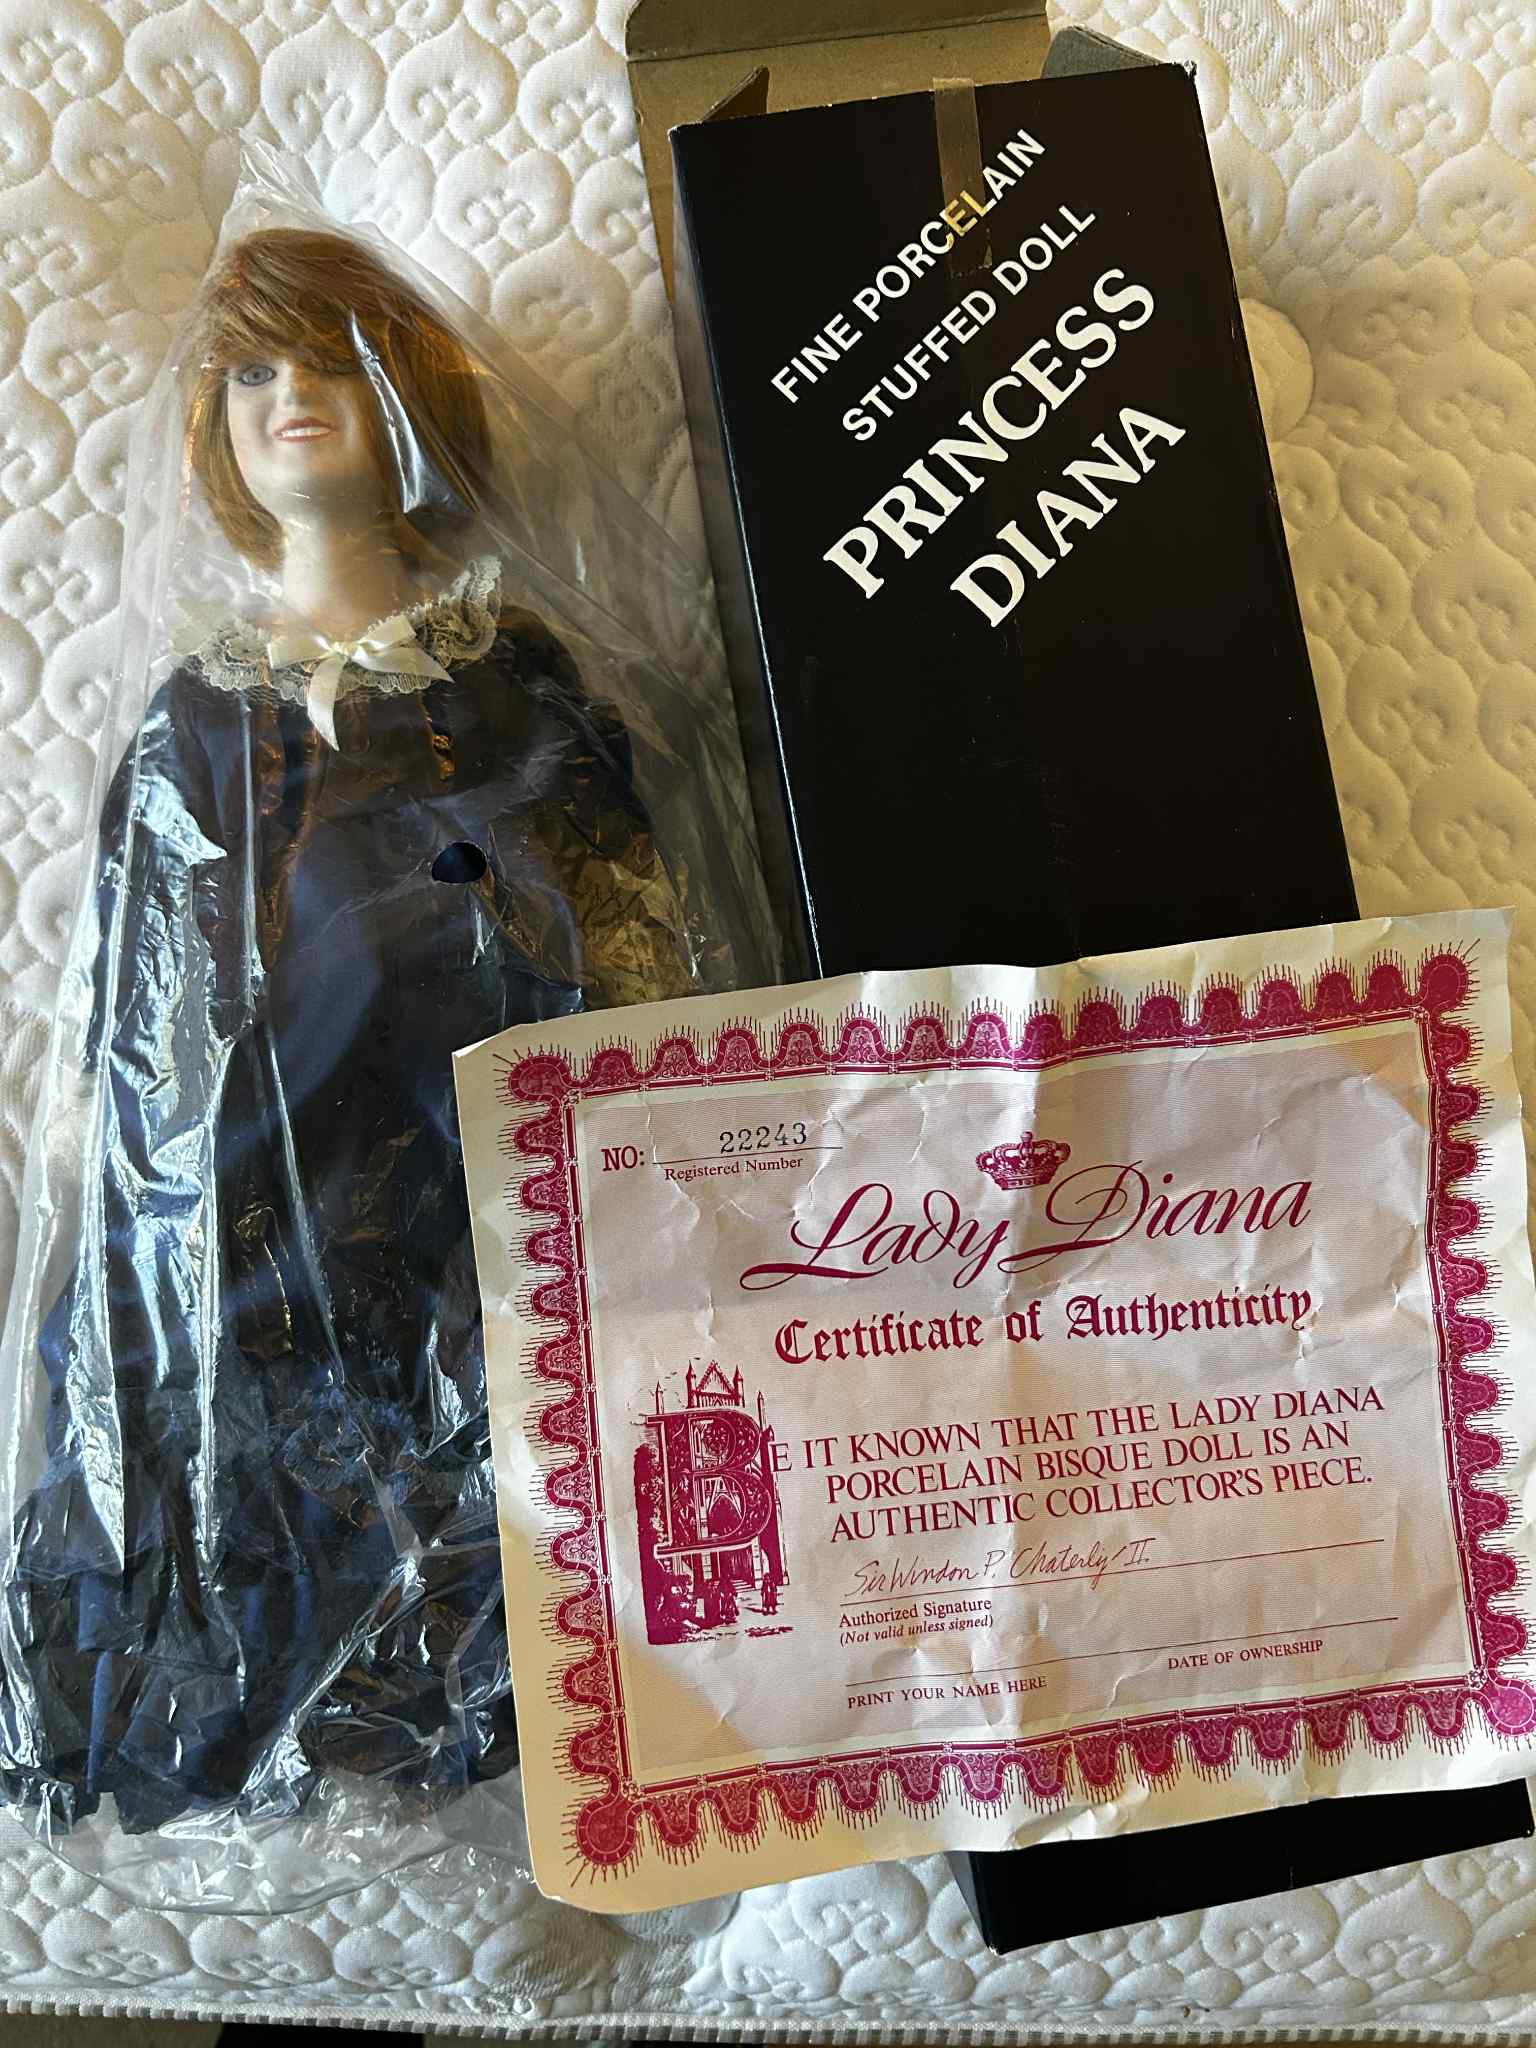 FINE PORCELAIN
STUFFED DOLL
PRINCESS
DIANA
NO: 22243
Registered Number
Lady Diana
Certificate of Authenticity
BE IT KNOWN THAT THE LADY DIANA
PORCELAIN BISQUE DOLL IS AN
AUTHENTIC COLLECTOR'S PIECE.
Sir Windon P. Chaterly II.
Authorized Signature
(Not valid unless signed)
PRINT YOUR NAME HERE
DATE OF OWNERSHIP